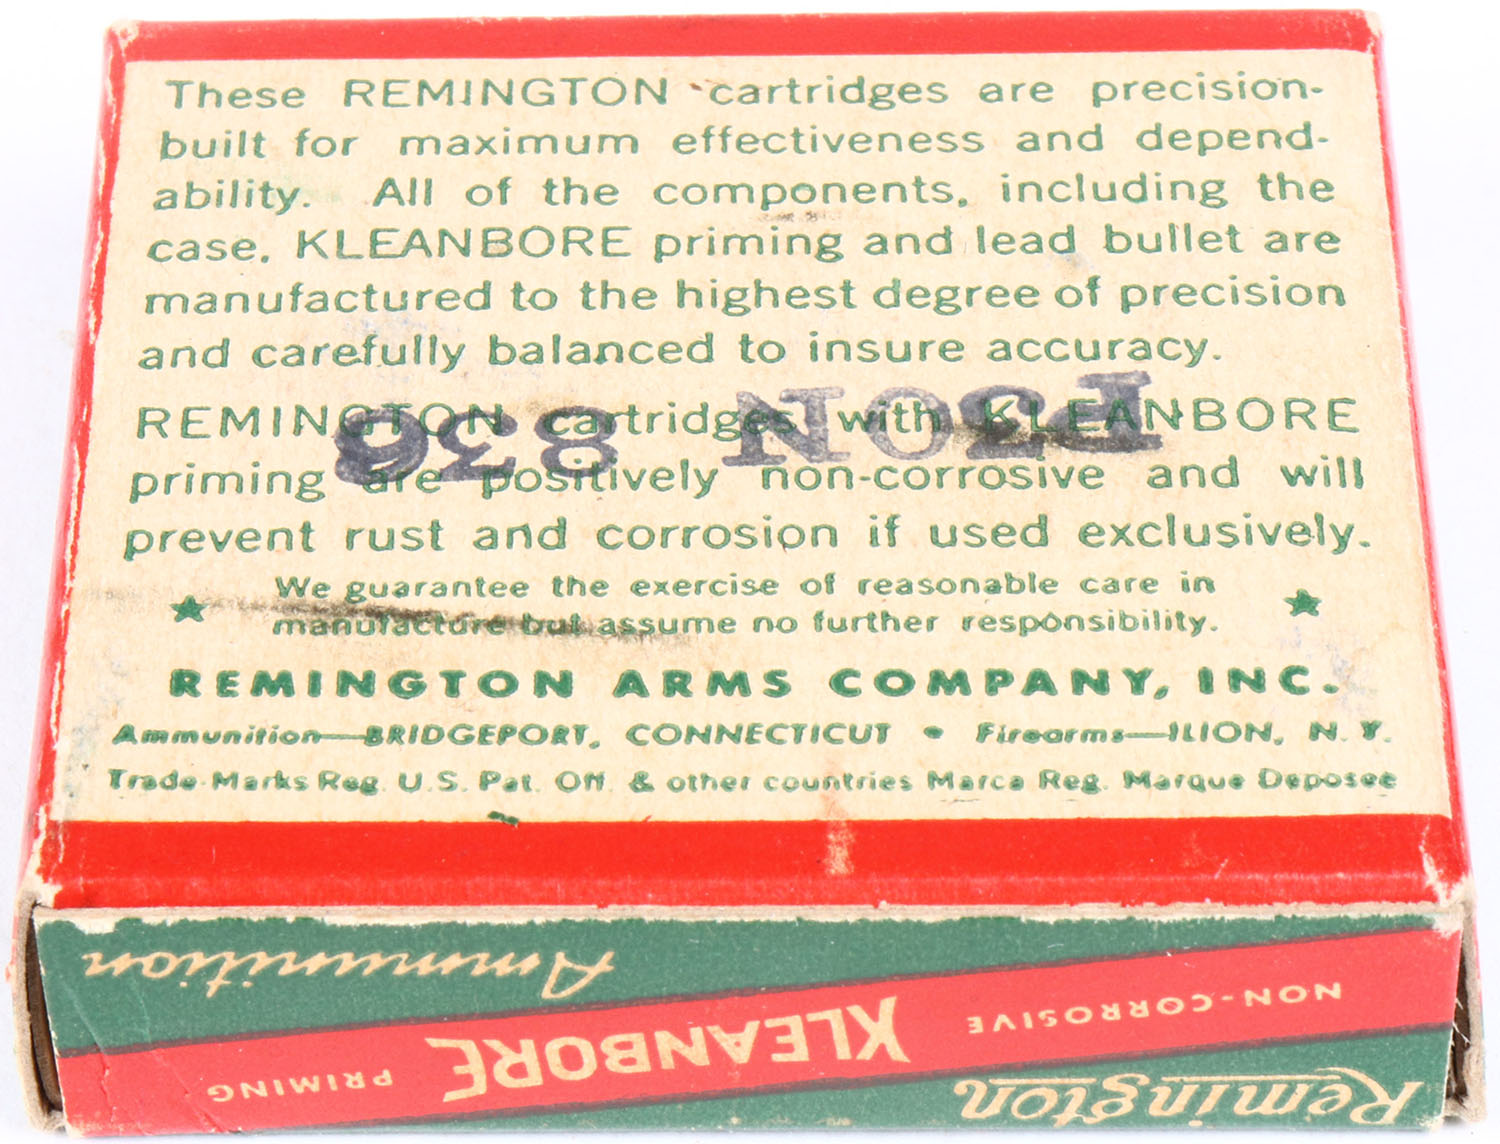 These REMINGTON cartridges are precision-
built for maximum effectiveness and depend-
ability. All of the components, including the
case, KLEANBORE priming and lead bullet are
manufactured to the highest degree of precision
and carefully balanced to insure accuracy.
REMINGTON cartridges with KLEANBORE
priming are positively non-corrosive and will
prevent rust and corrosion if used exclusively.
We guarantee the exercise of reasonable care in
manufacture but assume no further responsibility.
REMINGTON ARMS COMPANY, INC.
Ammunition—BRIDGEPORT, CONNECTICUT • Firearms—ILION, N. Y.
Trade Marks Reg. U.S. Pat. Off. & other countries Marca Reg. Marque Deposee
Remington
NON-CORROSIVE KLEANBORE PRIMING
Ammunition